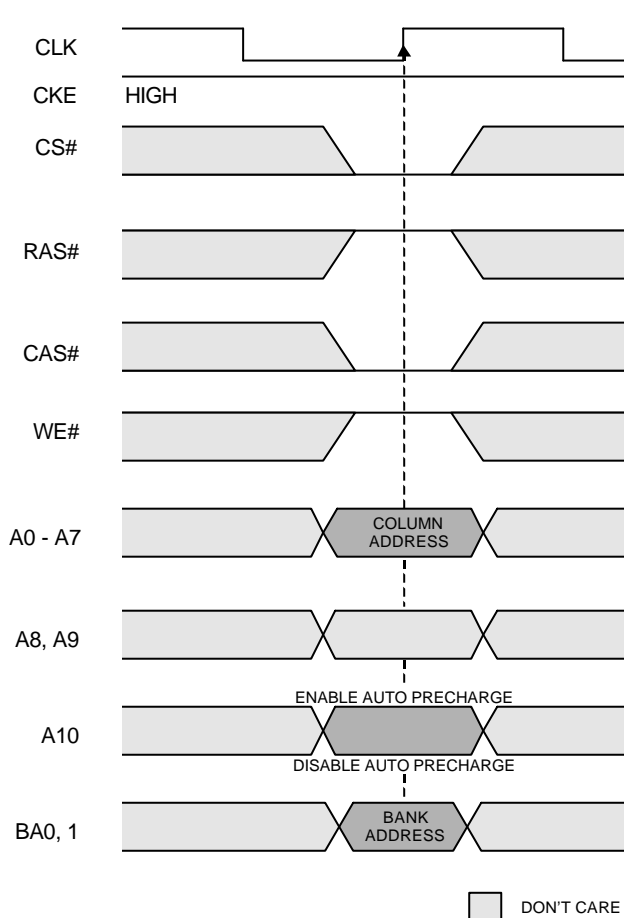 CLK
CKE HIGH
CS#
RAS#
CAS#
WE#
A0 - A7
COLUMN
ADDRESS
A8, A9
ENABLE AUTO PRECHARGE
A10
DISABLE AUTO PRECHARGE
BA0, 1
BANK
ADDRESS
DON'T CARE